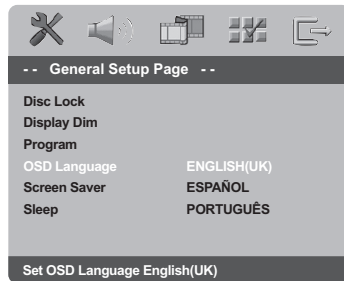 -- General Setup Page --
Disc Lock
Display Dim
Program
OSD Language ENGLISH(UK)
Screen Saver ESPAÑOL
Sleep PORTUGUÊS
Set OSD Language English(UK)